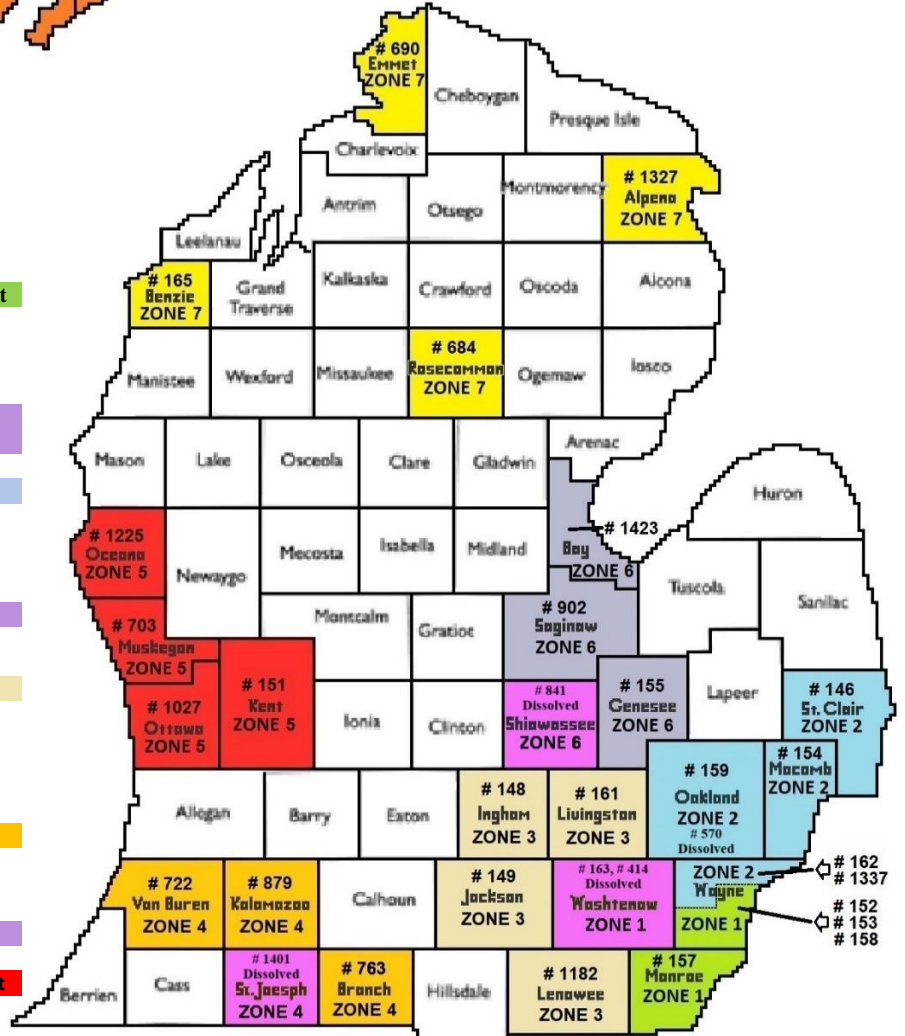 # 690
Emmet
ZONE 7
Cheboygan
Presque Isle
Charlevoix
# 1327
Alpena
ZONE 7
Montmorency
Antrim
Otsego
Leelanau
# 165
Benzie
ZONE 7
Grand
Traverse
Kalkaska
Crawford
Oscoda
Alcona
t
# 684
Rosecommon
ZONE 7
Manistee
Wexford
Missaukee
Ogemaw
Iosco
Mason
Lake
Osceola
Clare
Gladwin
Arenac
Huron
# 1225
Oceana
ZONE 5
Newaygo
Mecosta
Isabella
Midland
# 1423
Bay
ZONE 6
Tuscola
Sanilac
# 703
Muskegon
ZONE 5
Montcalm
Gratiot
# 902
Saginaw
ZONE 6
# 1027
Ottawa
ZONE 5
# 151
Kent
ZONE 5
Ionia
Clinton
# 841
Dissolved
Shiawassee
ZONE 6
# 155
Genesee
ZONE 6
Lapeer
# 146
St. Clair
ZONE 2
# 154
Macomb
ZONE 2
# 159
Oakland
ZONE 2
# 570
Dissolved
Allegan
Barry
Eaton
# 148
Ingham
ZONE 3
# 161
Livingston
ZONE 3
# 722
Van Buren
ZONE 4
# 879
Kalamazoo
ZONE 4
Calhoun
# 149
Jackson
ZONE 3
# 163, # 414
Dissolved
Washtenaw
ZONE 1
ZONE 2
Wayne
ZONE 1
# 162
# 1337
# 152
# 153
# 158
Berrien
Cass
# 1401
Dissolved
St. Jaesph
ZONE 4
# 763
Branch
ZONE 4
Hillsdale
# 1182
Lenawee
ZONE 3
# 157
Monroe
ZONE 1
t